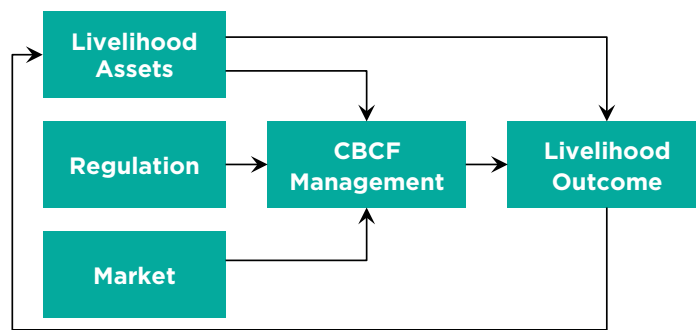 Livelihood
Assets
Regulation
CBCF
Management
Livelihood
Outcome
Market